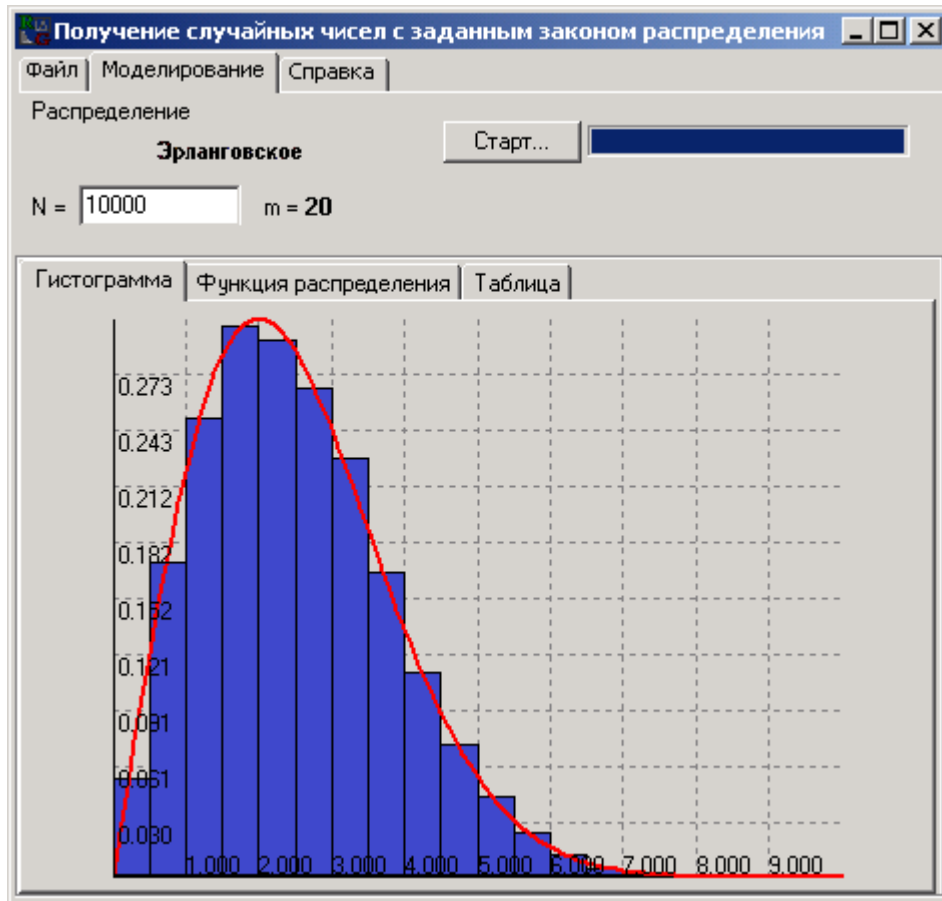 Получение случайных чисел с заданным законом распределения
Файл Моделирование Справка
Распределение
Эрланговское
Старт...
N = 10000 m = 20
Гистограмма Функция распределения Таблица
0.273
0.243
0.212
0.182
0.152
0.121
0.091
0.061
0.030
1.000 2.000 3.000 4.000 5.000 6.000 7.000 8.000 9.000